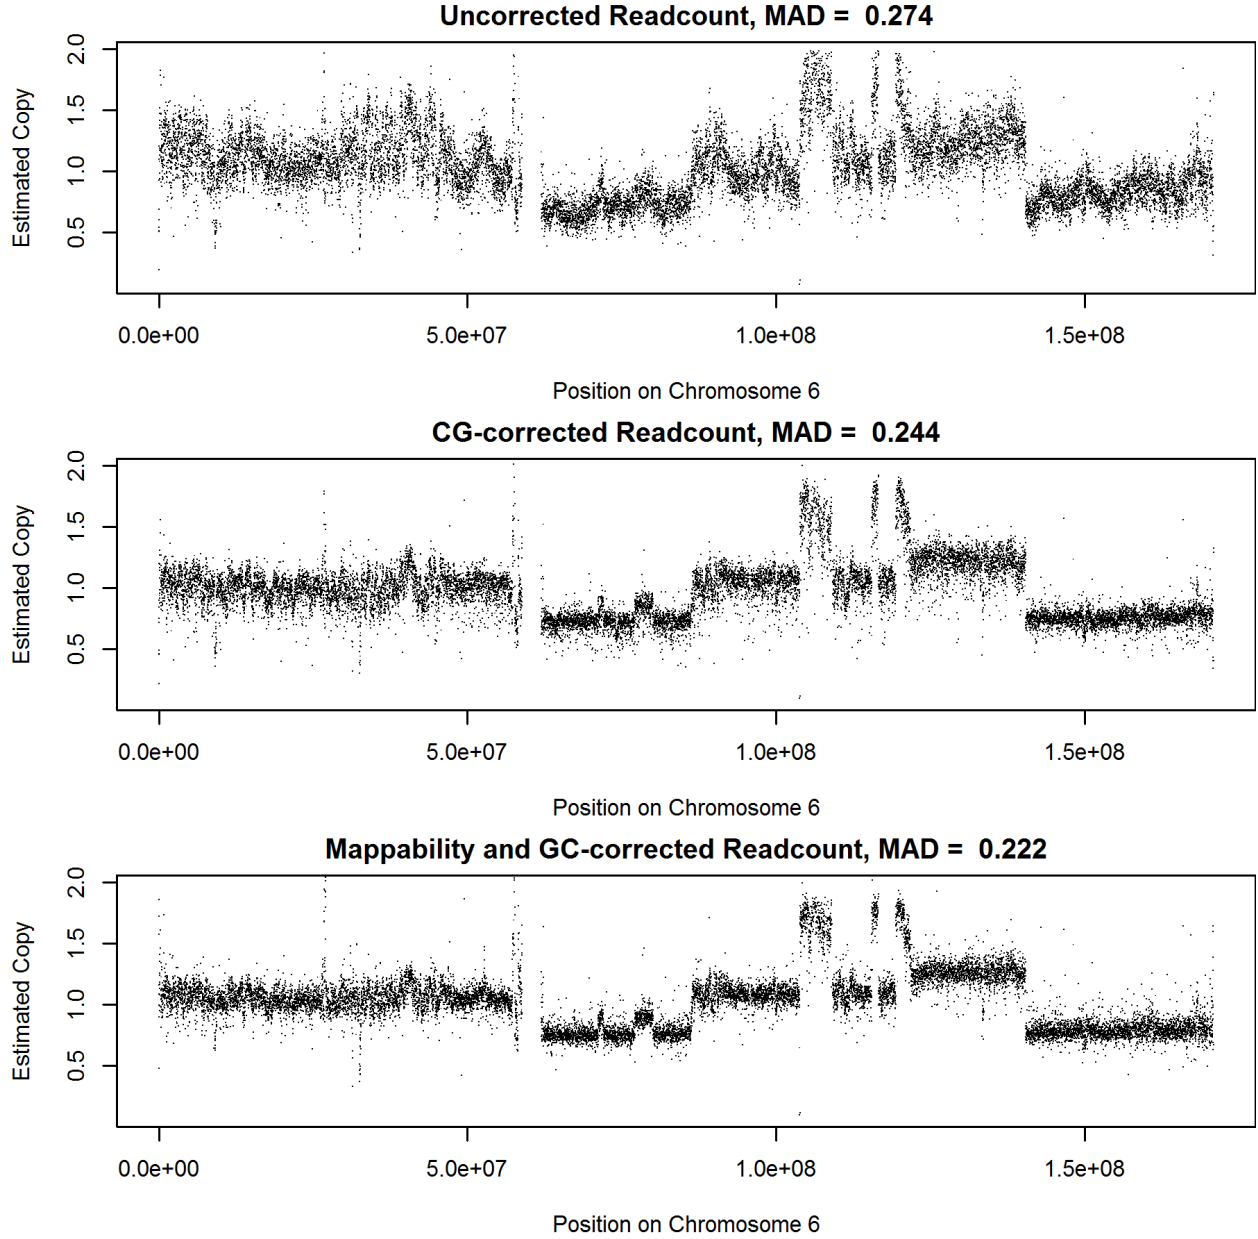 Uncorrected Readcount, MAD =  0.274
Estimated Copy
2.0
1.5
1.0
0.5
0.0e+00 5.0e+07 1.0e+08 1.5e+08
Position on Chromosome 6
CG-corrected Readcount, MAD =  0.244
Estimated Copy
2.0
1.5
1.0
0.5
0.0e+00 5.0e+07 1.0e+08 1.5e+08
Position on Chromosome 6
Mappability and GC-corrected Readcount, MAD =  0.222
Estimated Copy
2.0
1.5
1.0
0.5
0.0e+00 5.0e+07 1.0e+08 1.5e+08
Position on Chromosome 6